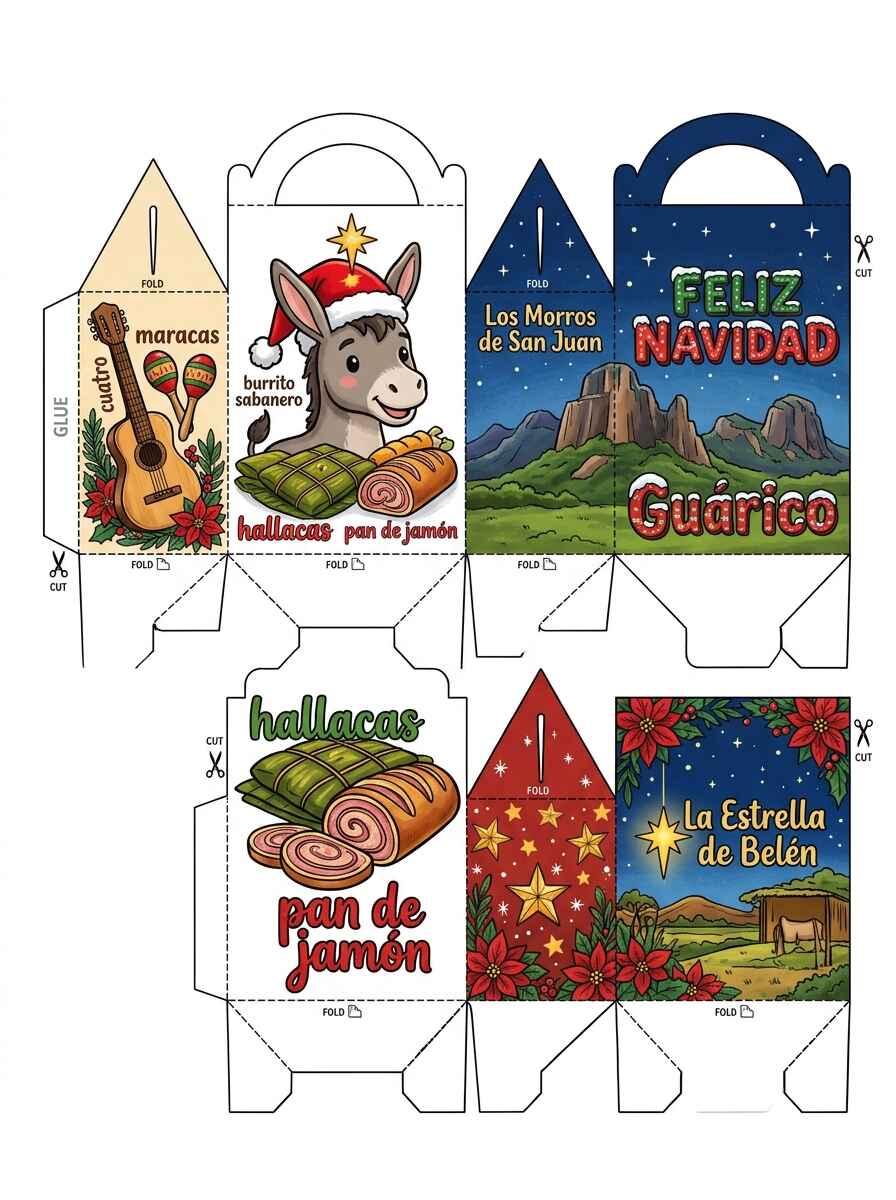 FOLD
FOLD
CUT
GLUE
cuatro
maracas
burrito
sabanero
hallacas
pan de jamón
Los Morros
de San Juan
FELIZ
NAVIDAD
Guárico
CUT
FOLD
FOLD
FOLD
CUT
hallacas
pan de
jamón
FOLD
CUT
La Estrella
de Belén
FOLD
FOLD